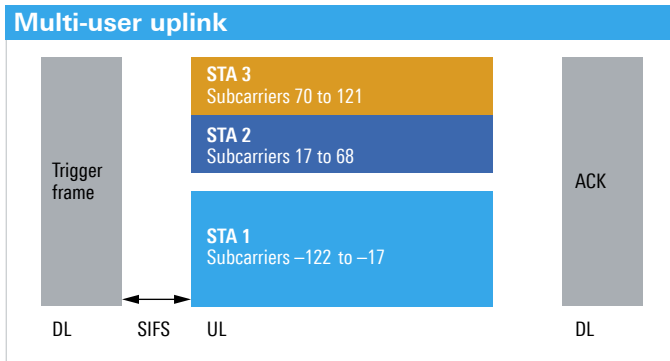 Multi-user uplink
STA 3
Subcarriers 70 to 121
STA 2
Subcarriers 17 to 68
Trigger
frame
ACK
STA 1
Subcarriers –122 to –17
DL
SIFS
UL
DL